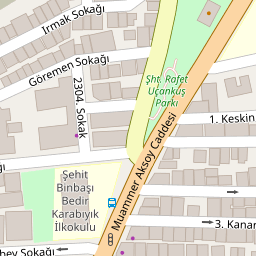 Irmak Sokağı
Göremen Sokağı
Şht. Rafet
Uçankuş
Parkı
2304. Sokak
1. Keskin
Muammer Aksoy Caddesi
Şehit
Binbaşı
Bedir
Karabıyık
İlkokulu
3. Kanar
bey Sokağı